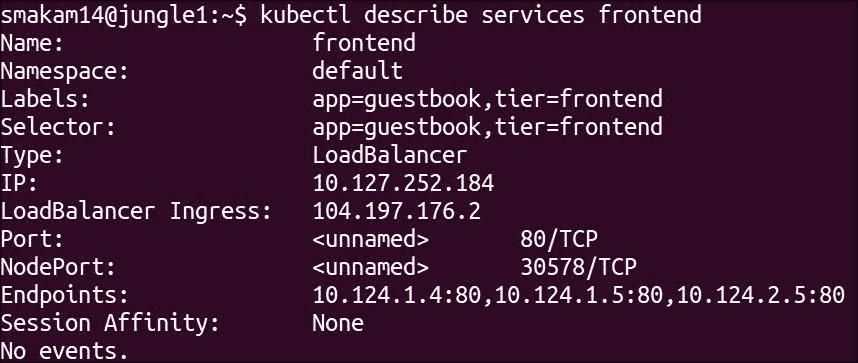 smakam14@jungle1:~$ kubectl describe services frontend
Name: frontend
Namespace: default
Labels: app=guestbook,tier=frontend
Selector: app=guestbook,tier=frontend
Type: LoadBalancer
IP: 10.127.252.184
LoadBalancer Ingress: 104.197.176.2
Port: <unnamed> 80/TCP
NodePort: <unnamed> 30578/TCP
Endpoints: 10.124.1.4:80,10.124.1.5:80,10.124.2.5:80
Session Affinity: None
No events.